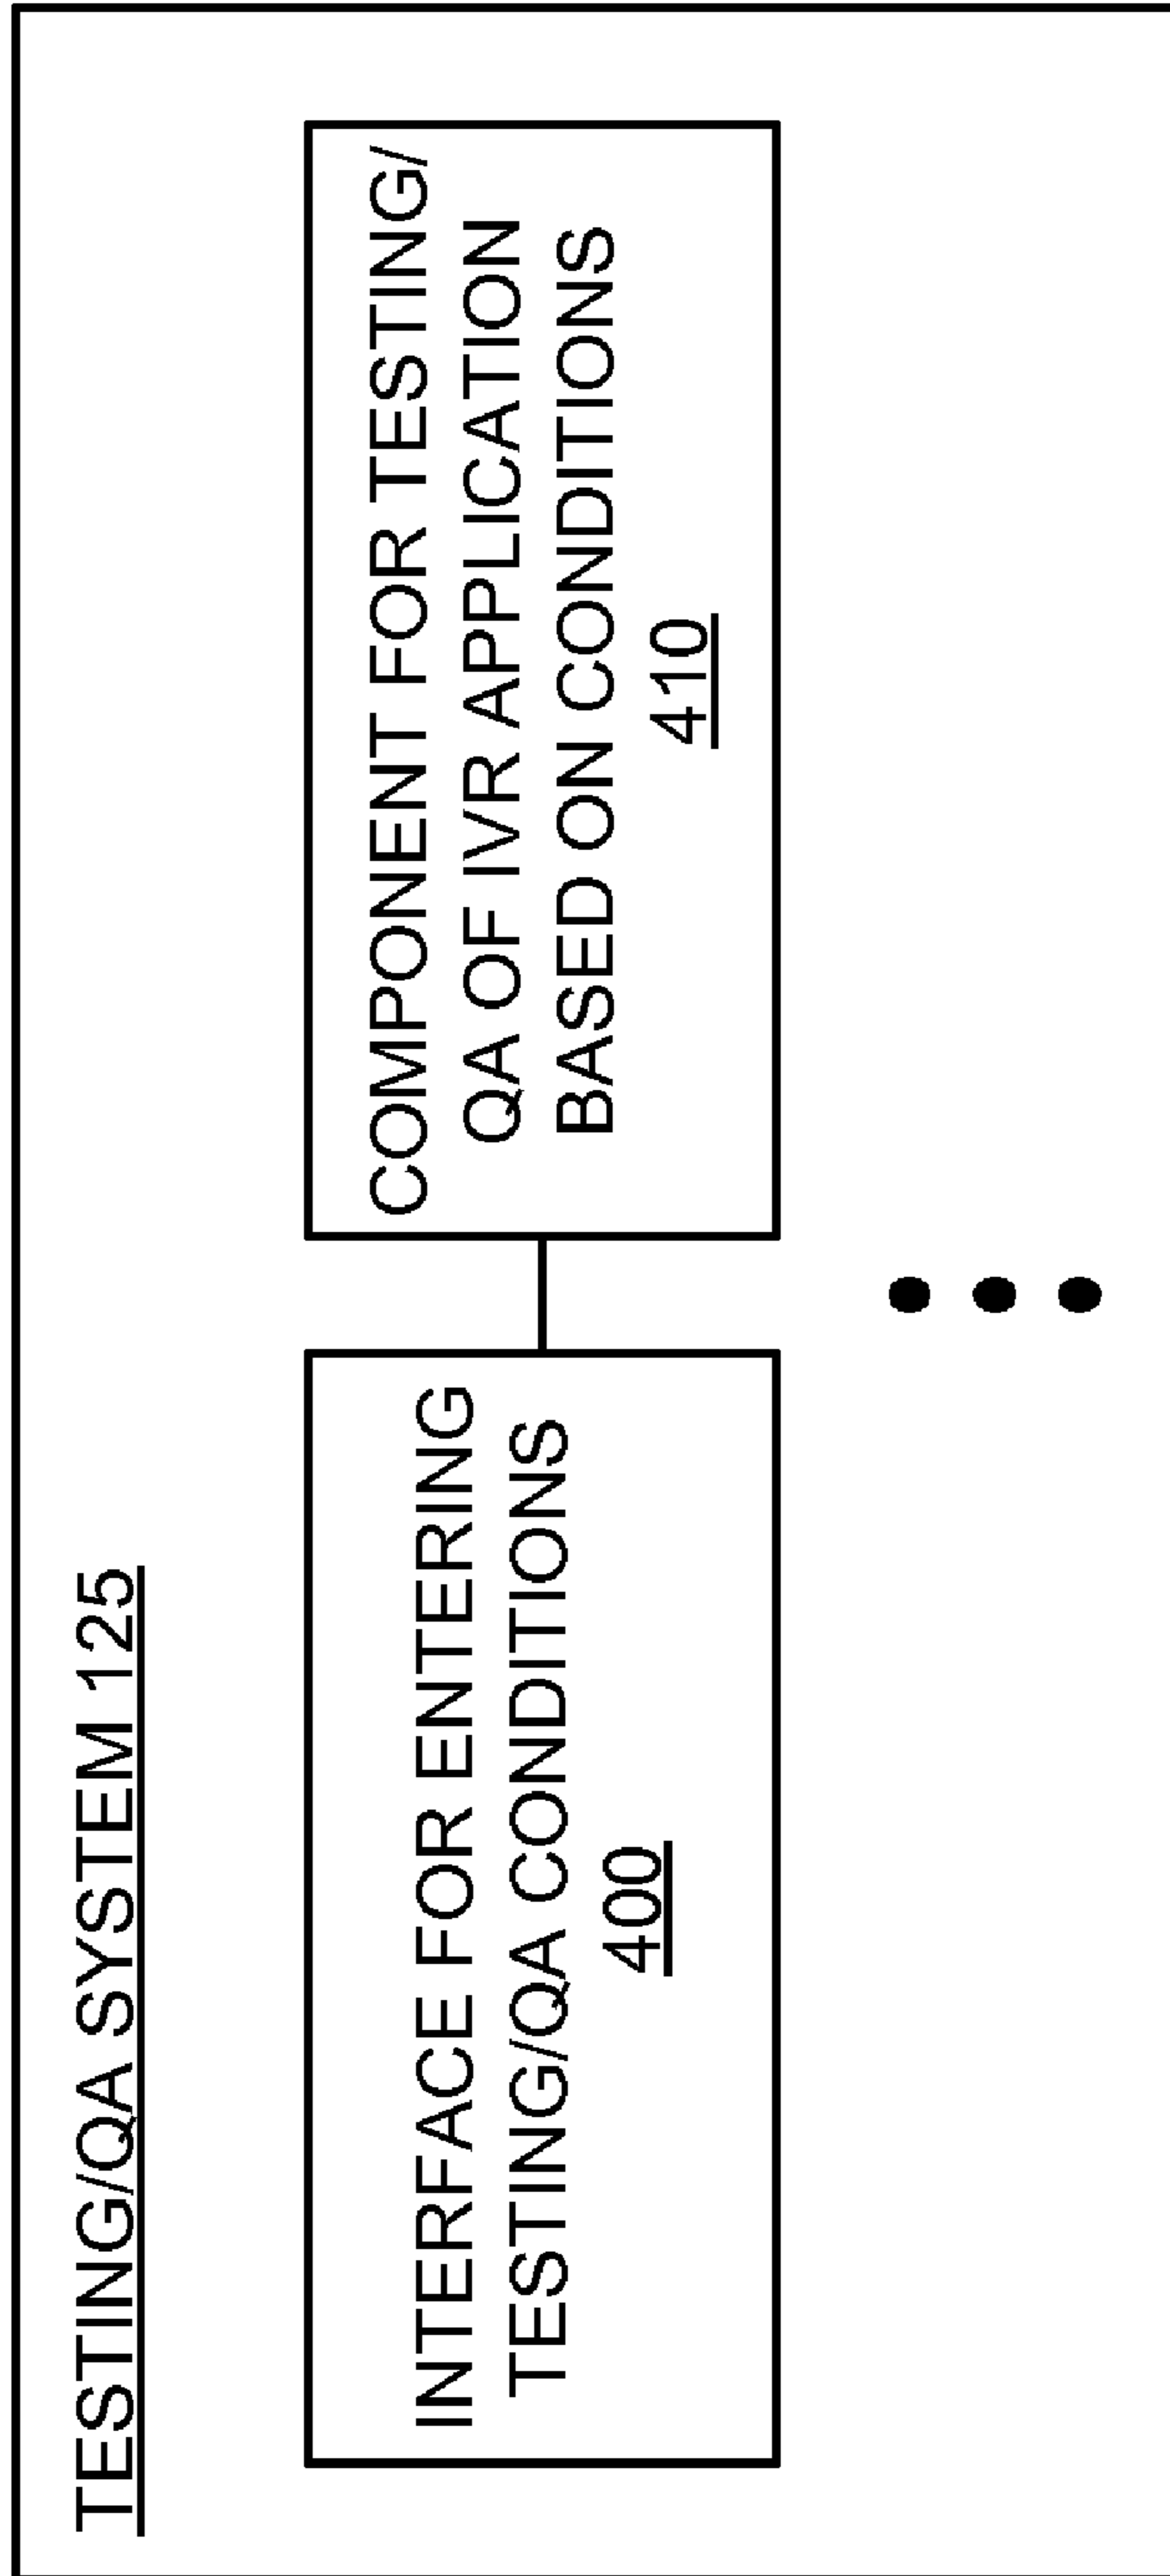 TESTING/QA SYSTEM 125
INTERFACE FOR ENTERING
TESTING/QA CONDITIONS
400
COMPONENT FOR TESTING/
QA OF IVR APPLICATION
BASED ON CONDITIONS
410